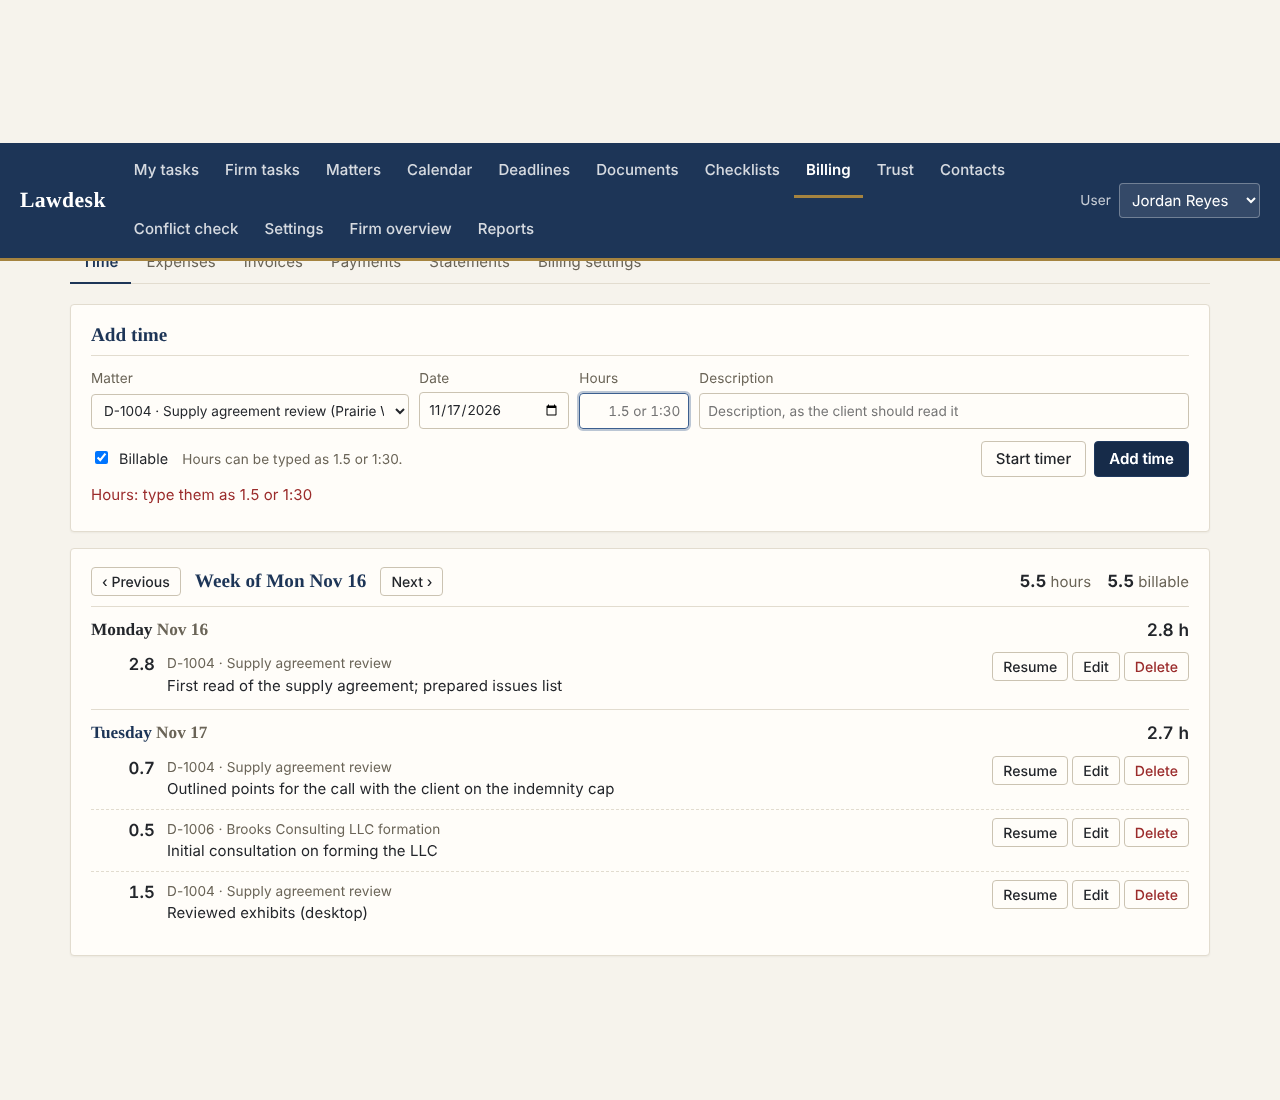 Lawdesk
My tasks Firm tasks Matters Calendar Deadlines Documents Checklists Billing Trust Contacts
Conflict check Settings Firm overview Reports
User Jordan Reyes
Time Expenses Invoices Payments Statements Billing settings
Add time
Matter Date Hours Description
D-1004 · Supply agreement review (Prairie 11/17/2026 1.5 or 1:30 Description, as the client should read it
Billable Hours can be typed as 1.5 or 1:30. Start timer Add time
Hours: type them as 1.5 or 1:30
‹ Previous Week of Mon Nov 16 Next › 5.5 hours 5.5 billable
Monday Nov 16 2.8 h
2.8 D-1004 · Supply agreement review Resume Edit Delete
First read of the supply agreement; prepared issues list
Tuesday Nov 17 2.7 h
0.7 D-1004 · Supply agreement review Resume Edit Delete
Outlined points for the call with the client on the indemnity cap
0.5 D-1006 · Brooks Consulting LLC formation Resume Edit Delete
Initial consultation on forming the LLC
1.5 D-1004 · Supply agreement review Resume Edit Delete
Reviewed exhibits (desktop)